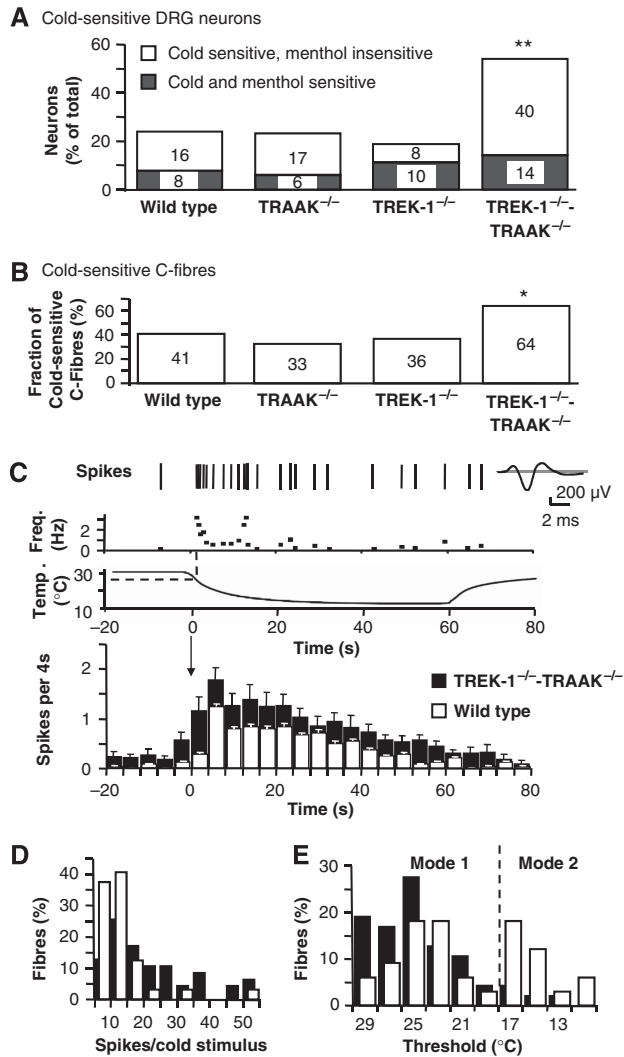 A Cold-sensitive DRG neurons
Neurons
(% of total)
60
40
20
0
Cold sensitive, menthol insensitive
Cold and menthol sensitive
**
16
17
8
40
8
6
10
14
Wild type
TRAAK−/−
TREK-1−/−
TREK-1−/−-
TRAAK−/−
B Cold-sensitive C-fibres
Fraction of
Cold-sensitive
C-Fibres (%)
60
40
20
0
*
41
33
36
64
Wild type
TRAAK−/−
TREK-1−/−
TREK-1−/−-
TRAAK−/−
C
Spikes
200 µV
2 ms
Freq.
(Hz)
2
0
Temp.
(°C)
30
10
−20 0 20 40 60 80
Time (s)
Spikes per 4s
2
1
0
TREK-1−/−-TRAAK−/−
Wild type
−20 0 20 40 60 80
Time (s)
D
Fibres (%)
40
30
20
10
0
10 20 30 40 50
Spikes/cold stimulus
E
Mode 1 Mode 2
Fibres (%)
30
20
10
0
29 25 21 17 13
Threshold (°C)